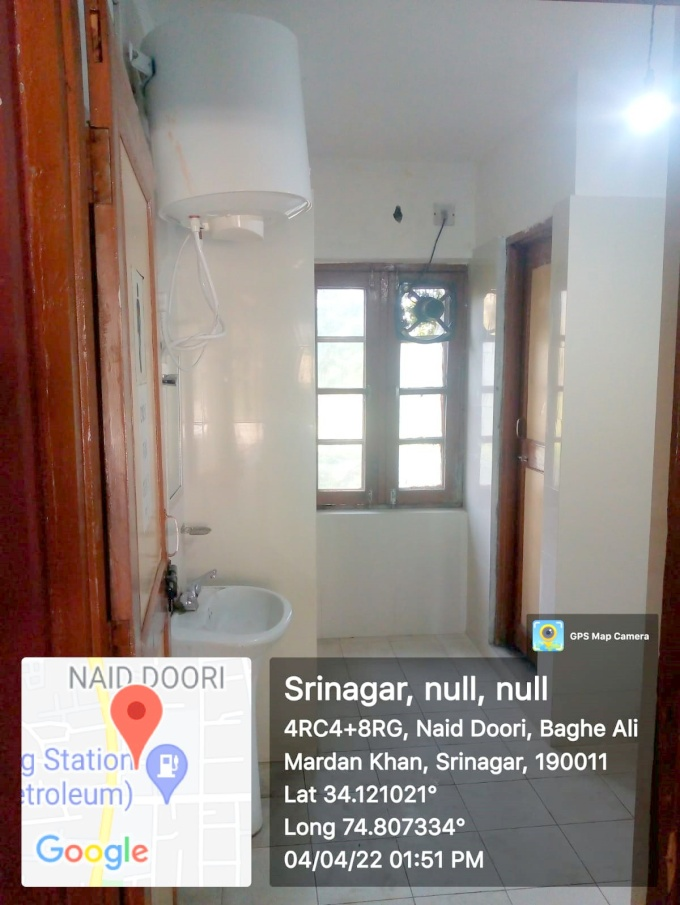 GPS Map Camera
NAID DOORI
g Station
etroleum)
Google
Srinagar, null, null
4RC4+8RG, Naid Doori, Baghe Ali
Mardan Khan, Srinagar, 190011
Lat 34.121021°
Long 74.807334°
04/04/22 01:51 PM